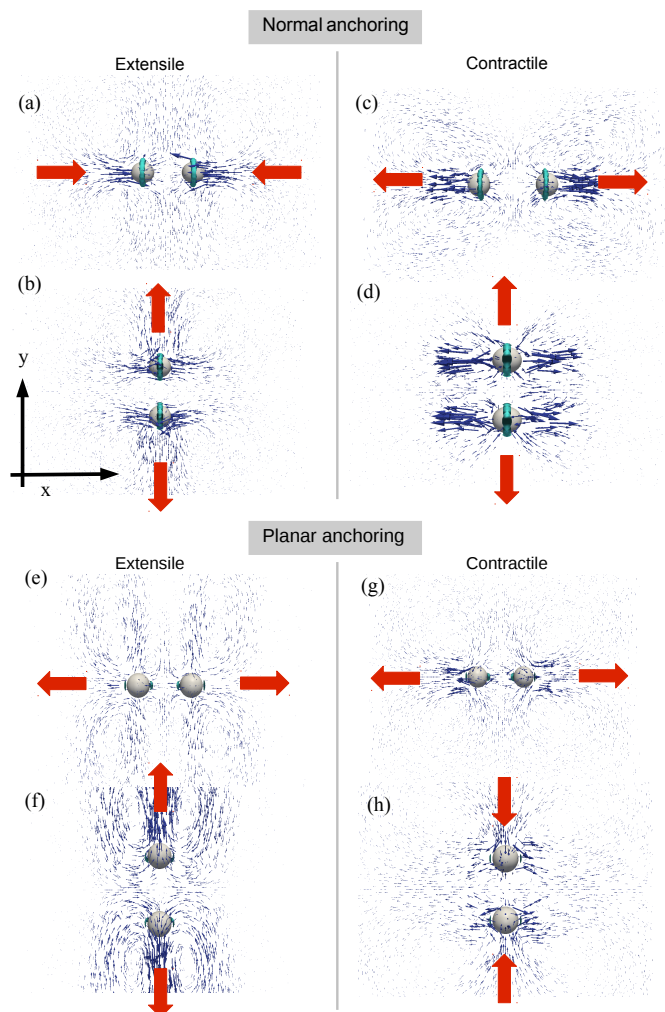 Normal anchoring
Extensile
Contractile
(a)
(c)
(b)
(d)
y
x
Planar anchoring
Extensile
Contractile
(e)
(g)
(f)
(h)